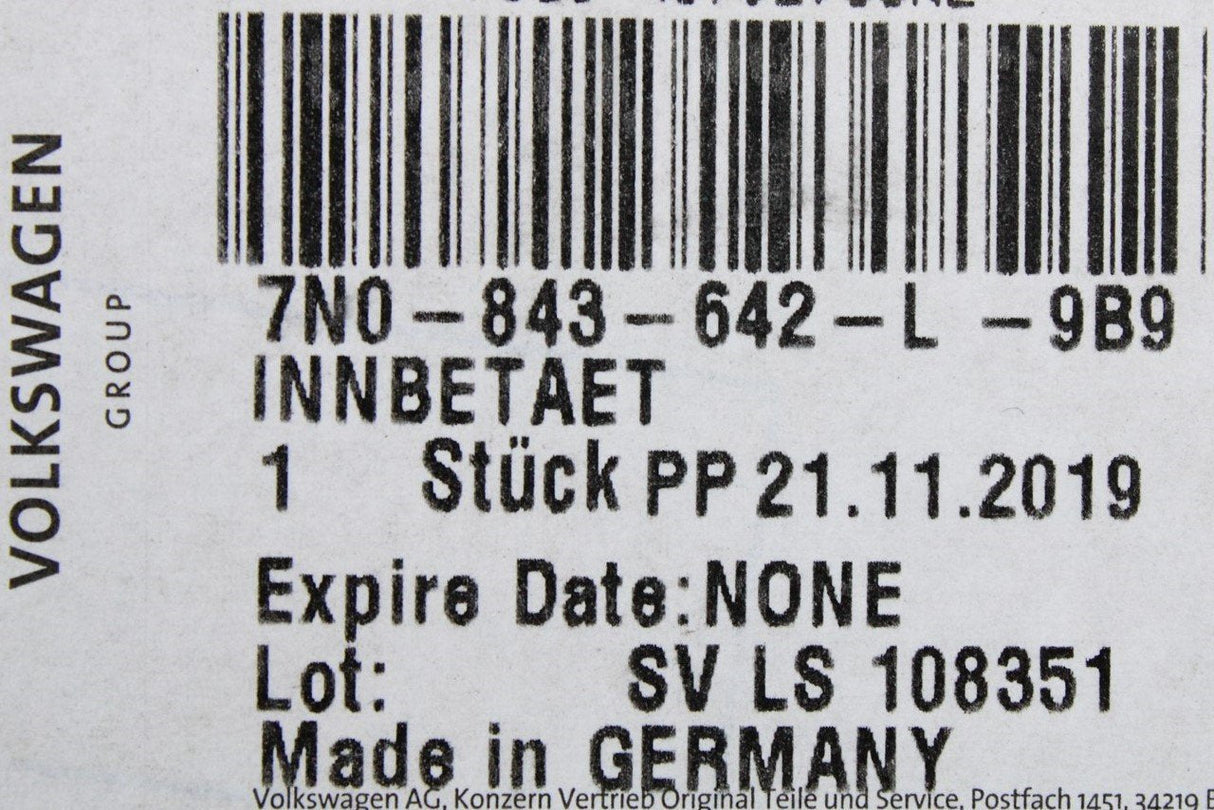 VOLKSWAGEN
GROUP
7N0-843-642-L -9B9
INNBETAET
1 Stück PP 21.11.2019
Expire Date:NONE
Lot: SV LS 108351
Made in GERMANY
Volkswagen AG, Konzern Vertrieb Original Teile und Service, Postfach 1451, 34219